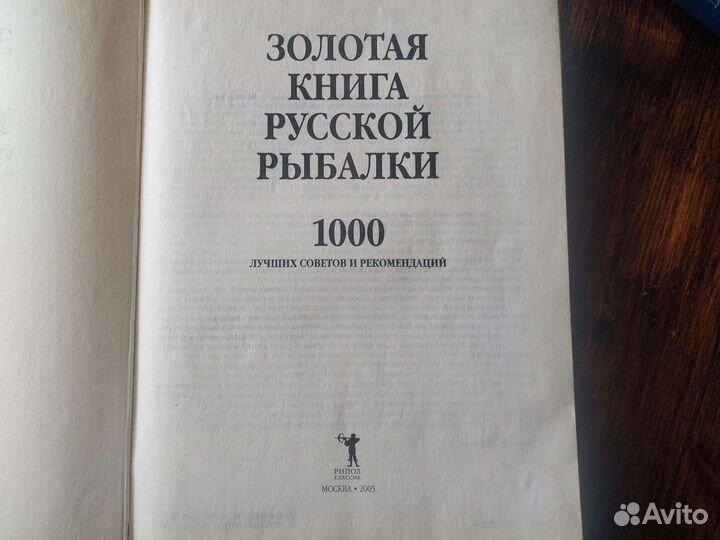 ЗОЛОТАЯ
КНИГА
РУССКОЙ
РЫБАЛКИ
1000
ЛУЧШИХ СОВЕТОВ И РЕКОМЕНДАЦИЙ
РИПОЛ
КЛАССИК
МОСКВА • 2005
Avito